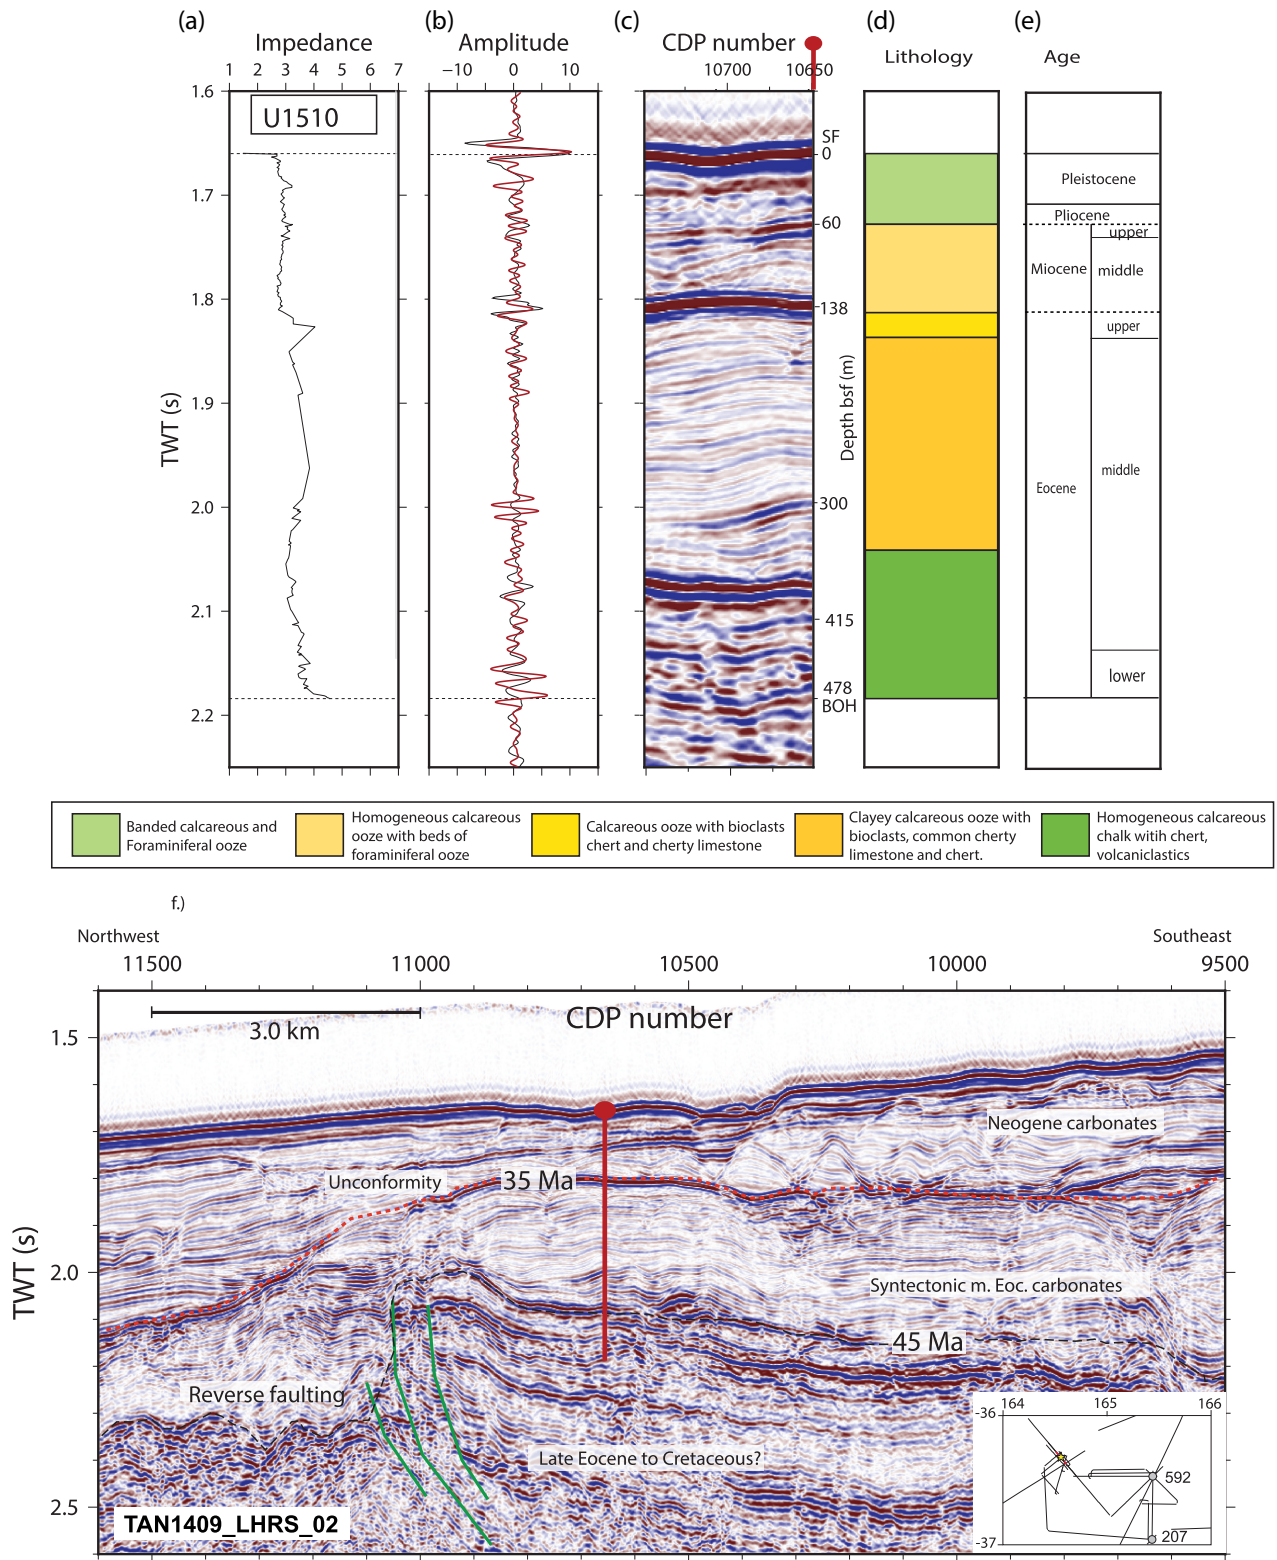 (a) (b) (c) (d) (e)
Impedance Amplitude CDP number Lithology Age
1 2 3 4 5 6 7 −10 0 10 10700 10650
1.6
U1510
SF
0
Pleistocene
1.7
Pliocene
60
upper
Miocene middle
1.8
138
upper
Depth bsf (m)
1.9
TWT (s)
middle
Eocene
2.0
300
2.1
415
lower
478
BOH
2.2
Banded calcareous and
Foraminiferal ooze
Homogeneous calcareous
ooze with beds of
foraminiferal ooze
Calcareous ooze with bioclasts
chert and cherty limestone
Clayey calcareous ooze with
bioclasts, common cherty
limestone and chert.
Homogeneous calcareous
chalk witih chert,
volcaniclastics
f.)
Northwest Southeast
11500 11000 10500 10000 9500
CDP number
3.0 km
1.5
Neogene carbonates
Unconformity
35 Ma
TWT (s)
2.0
Syntectonic m. Eoc. carbonates
45 Ma
Reverse faulting
164 165 166
-36
Late Eocene to Cretaceous?
592
2.5
TAN1409_LHRS_02
207
-37